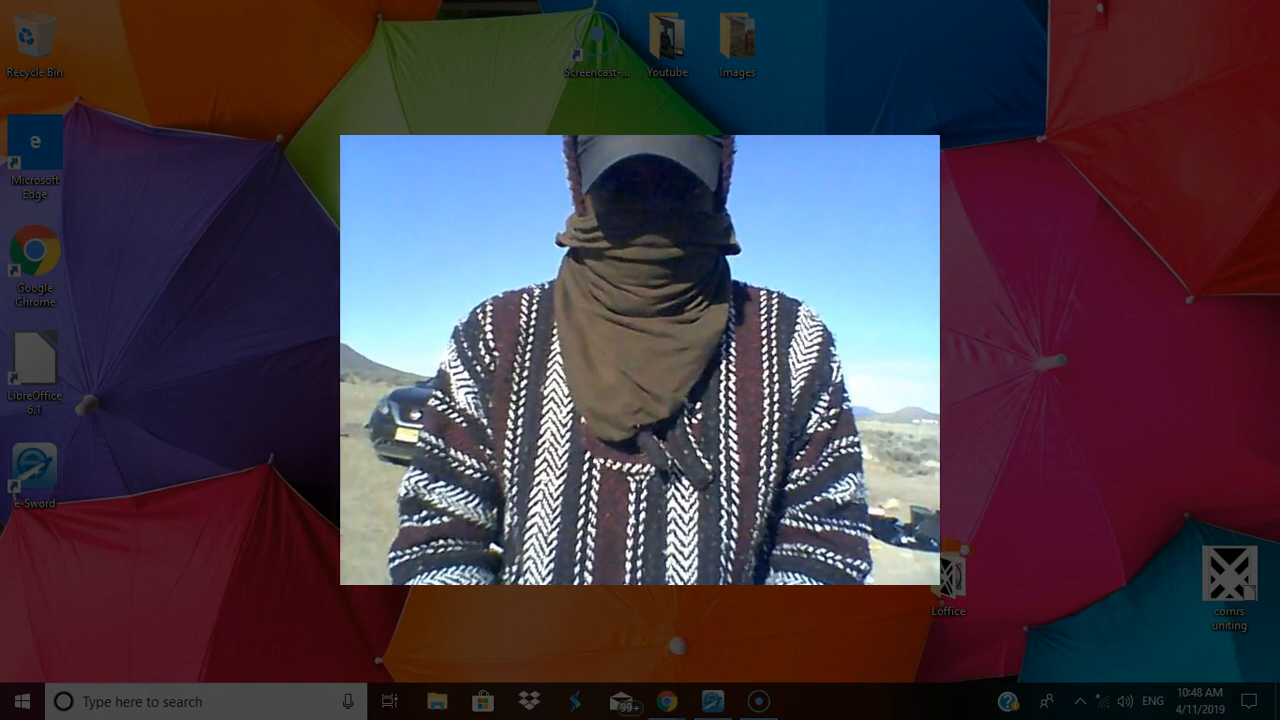 Recycle Bin
Screencast-...
Youtube
Images
Microsoft
Edge
Google
Chrome
LibreOffice
6.1
e-Sword
Loffice
cornrs
uniting
Type here to search
99+
ENG
10:48 AM
4/11/2019